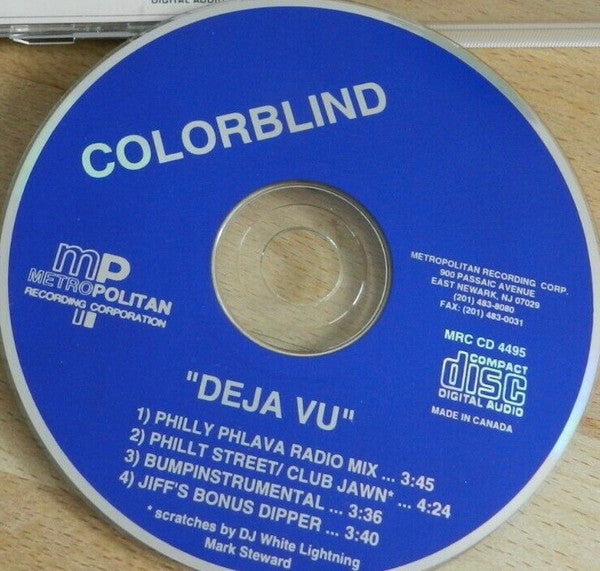 DIGITAL AUDIO
COLORBLIND
mp
METROPOLITAN
RECORDING CORPORATION
METROPOLITAN RECORDING CORP.
900 PASSAIC AVENUE
EAST NEWARK, NJ 07029
(201) 483-8080
FAX: (201) 483-0031
MRC CD 4495
COMPACT
disc
DIGITAL AUDIO
MADE IN CANADA
"DEJA VU"
1) PHILLY PHLAVA RADIO MIX ... 3:45
2) PHILLT STREET/ CLUB JAWN* ... 4:24
3) BUMPINSTRUMENTAL ... 3:36
4) JIFF'S BONUS DIPPER ... 3:40
* scratches by DJ White Lightning
Mark Steward